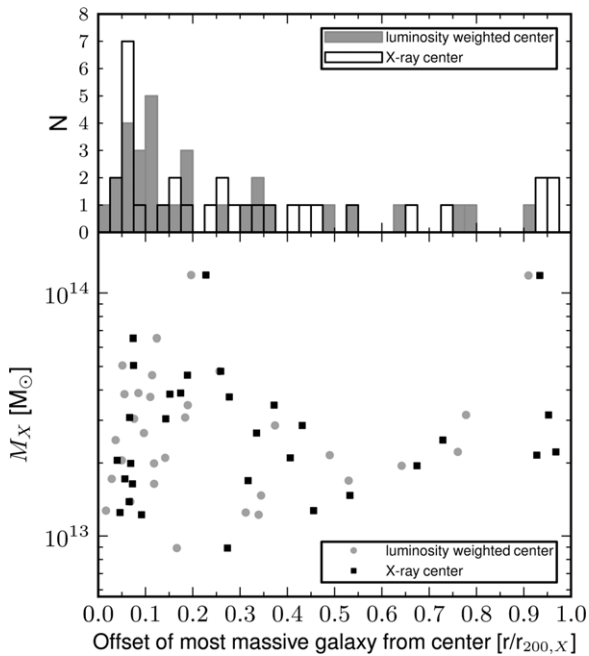 8
7
6
5
4
3
2
1
0
N
luminosity weighted center
X-ray center
10^14
10^13
M_X [M_⊙]
luminosity weighted center
X-ray center
0.0 0.1 0.2 0.3 0.4 0.5 0.6 0.7 0.8 0.9 1.0
Offset of most massive galaxy from center [r/r_200,X]